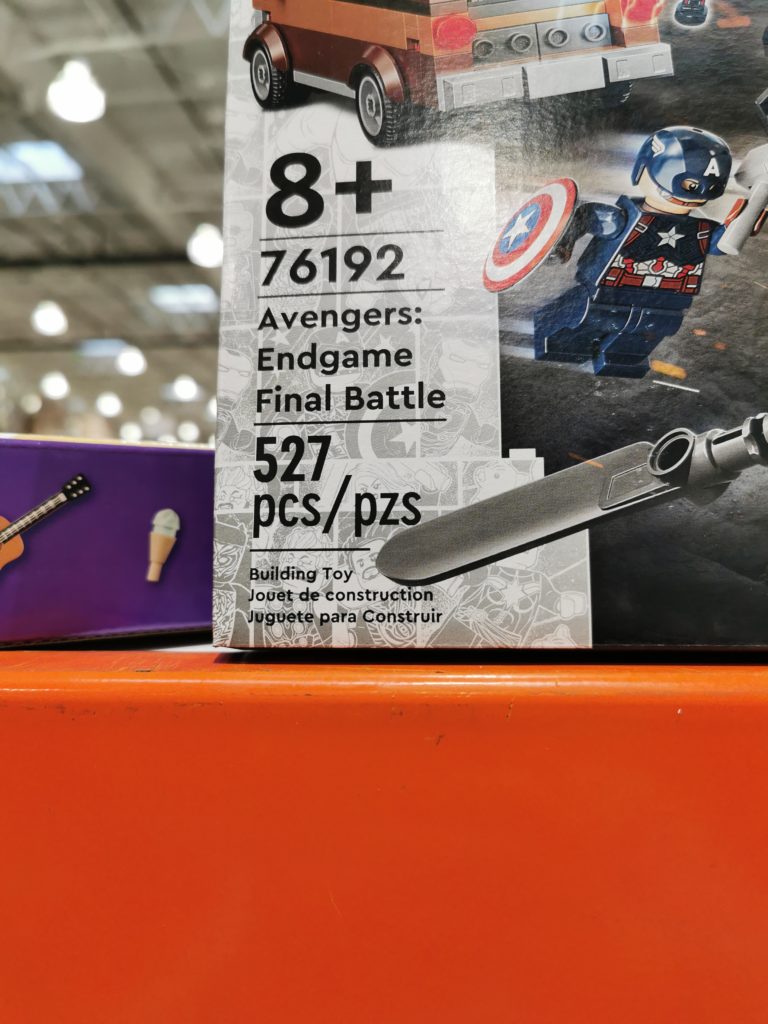 8+
76192
Avengers:
Endgame
Final Battle
527
pcs/pzs
Building Toy
Jouet de construction
Juguete para Construir
A